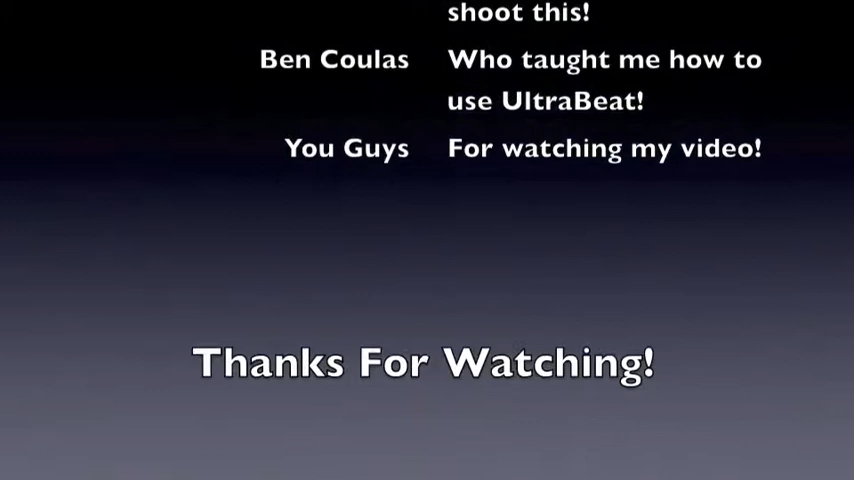 shoot this!
Ben Coulas Who taught me how to
use UltraBeat!
You Guys For watching my video!
Thanks For Watching!